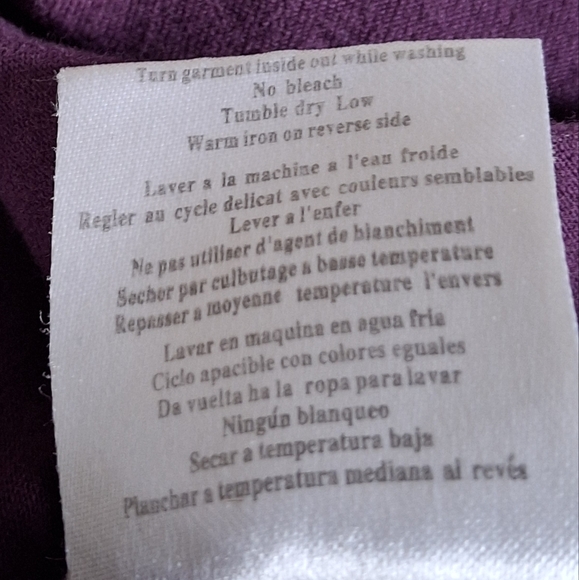 Turn garment inside out while washing
No bleach
Tumble dry Low
Warm iron on reverse side
Laver a la machine a l'eau froide
Regler au cycle delicat avec couleurs semblables
Lever a l'enfer
Ne pas utiliser d'agent de blanchiment
Sechor par culbutage a basse temperature
Repasser a moyenne temperature l'envers
Lavar en maquina en agua fria
Ciclo apacible con colores eguales
Da vuelta ha la ropa para lavar
Ningún blanqueo
Secar a temperatura baja
Planchar a temperatura mediana al revés